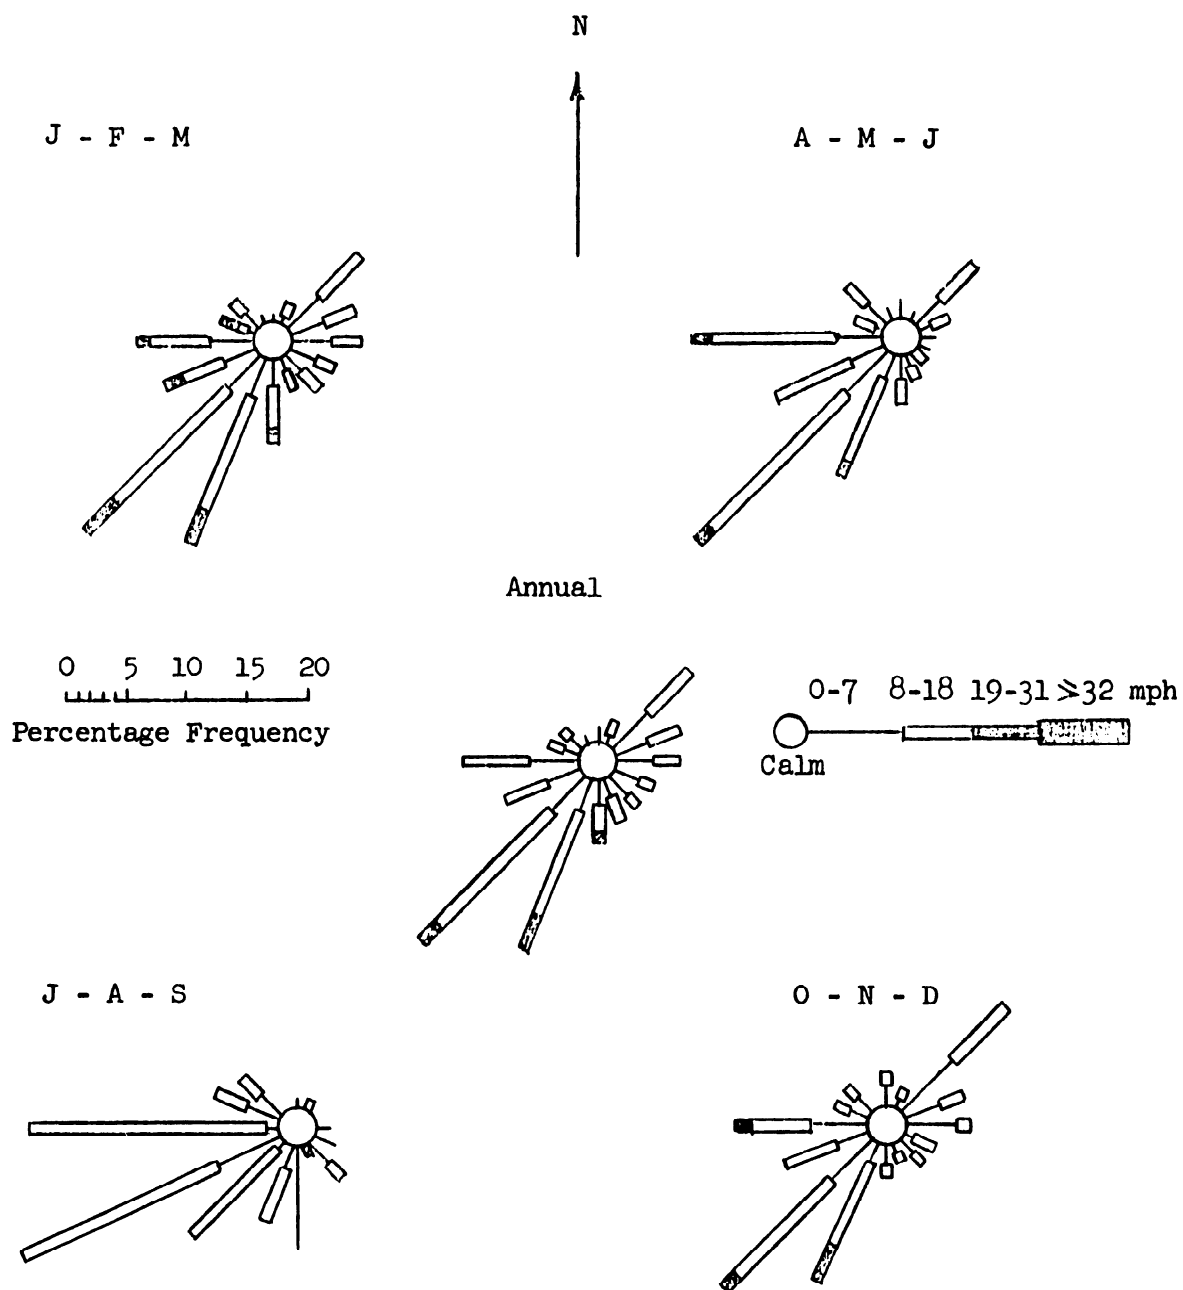 N
J - F - M
A - M - J
Annual
0 5 10 15 20
Percentage Frequency
0-7 8-18 19-31 ⩾32 mph
Calm
J - A - S
O - N - D